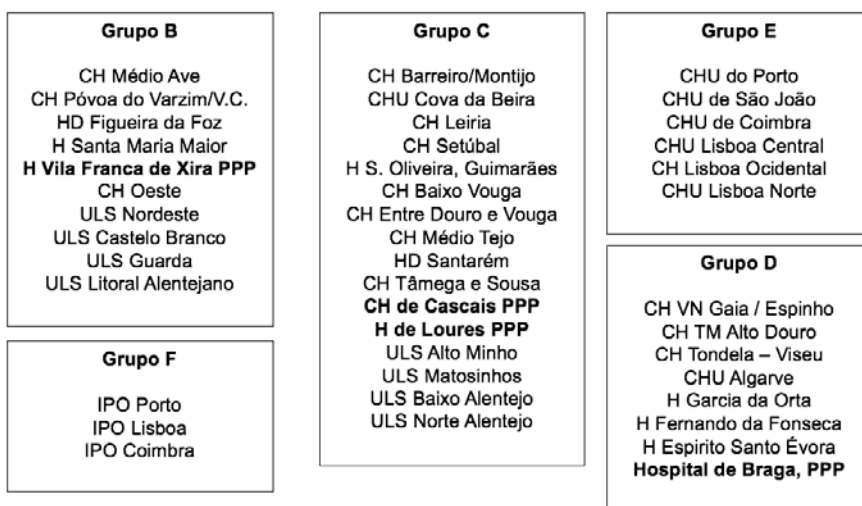 Grupo B
CH Médio Ave
CH Póvoa do Varzim/V.C.
HD Figueira da Foz
H Santa Maria Maior
H Vila Franca de Xira PPP
CH Oeste
ULS Nordeste
ULS Castelo Branco
ULS Guarda
ULS Litoral Alentejano
Grupo F
IPO Porto
IPO Lisboa
IPO Coimbra
Grupo C
CH Barreiro/Montijo
CHU Cova da Beira
CH Leiria
CH Setúbal
H S. Oliveira, Guimarães
CH Baixo Vouga
CH Entre Douro e Vouga
CH Médio Tejo
HD Santarém
CH Tâmega e Sousa
CH de Cascais PPP
H de Loures PPP
ULS Alto Minho
ULS Matosinhos
ULS Baixo Alentejo
ULS Norte Alentejo
Grupo E
CHU do Porto
CHU de São João
CHU de Coimbra
CHU Lisboa Central
CH Lisboa Ocidental
CHU Lisboa Norte
Grupo D
CH VN Gaia / Espinho
CH TM Alto Douro
CH Tondela – Viseu
CHU Algarve
H Garcia da Orta
H Fernando da Fonseca
H Espirito Santo Évora
Hospital de Braga, PPP